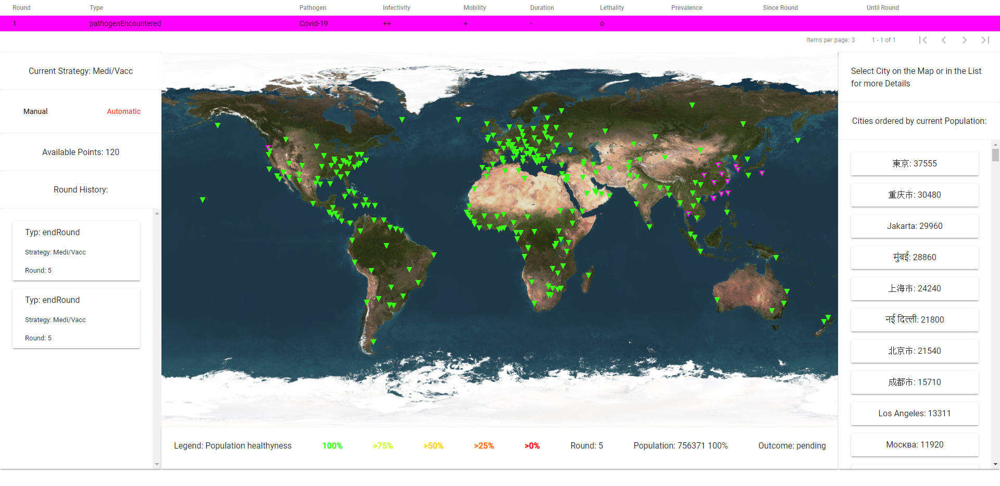 Round Type Pathogen Infectivity Mobility Duration Lethality Prevalence Since Round Until Round
1 pathogenEncountered Covid-19 ++ + - o
Items per page: 3 1 - 1 of 1
Current Strategy: Medi/Vacc
Manual Automatic
Available Points: 120
Round History:
Typ: endRound
Strategy: Medi/Vacc
Round: 5
Typ: endRound
Strategy: Medi/Vacc
Round: 5
Legend: Population healthyness 100% >75% >50% >25% >0% Round: 5 Population: 756371 100% Outcome: pending
Select City on the Map or in the List
for more Details
Cities ordered by current Population:
東京: 37555
重庆市: 30480
Jakarta: 29960
मुंबई: 28860
上海市: 24240
नई दिल्ली: 21800
北京市: 21540
成都市: 15710
Los Angeles: 13311
Москва: 11920